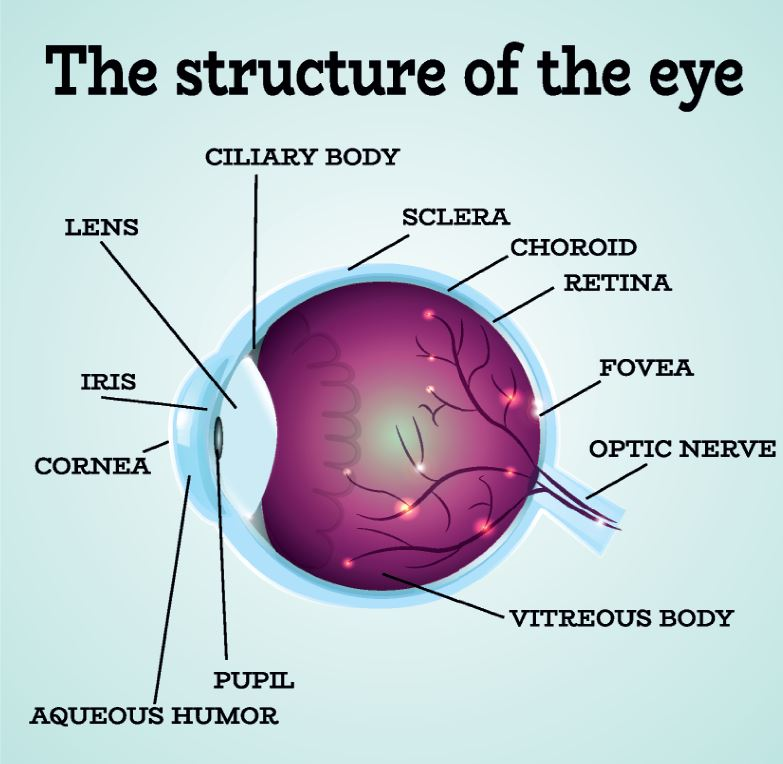 The structure of the eye
CILIARY BODY
LENS
SCLERA
CHOROID
RETINA
IRIS
FOVEA
CORNEA
OPTIC NERVE
VITREOUS BODY
PUPIL
AQUEOUS HUMOR